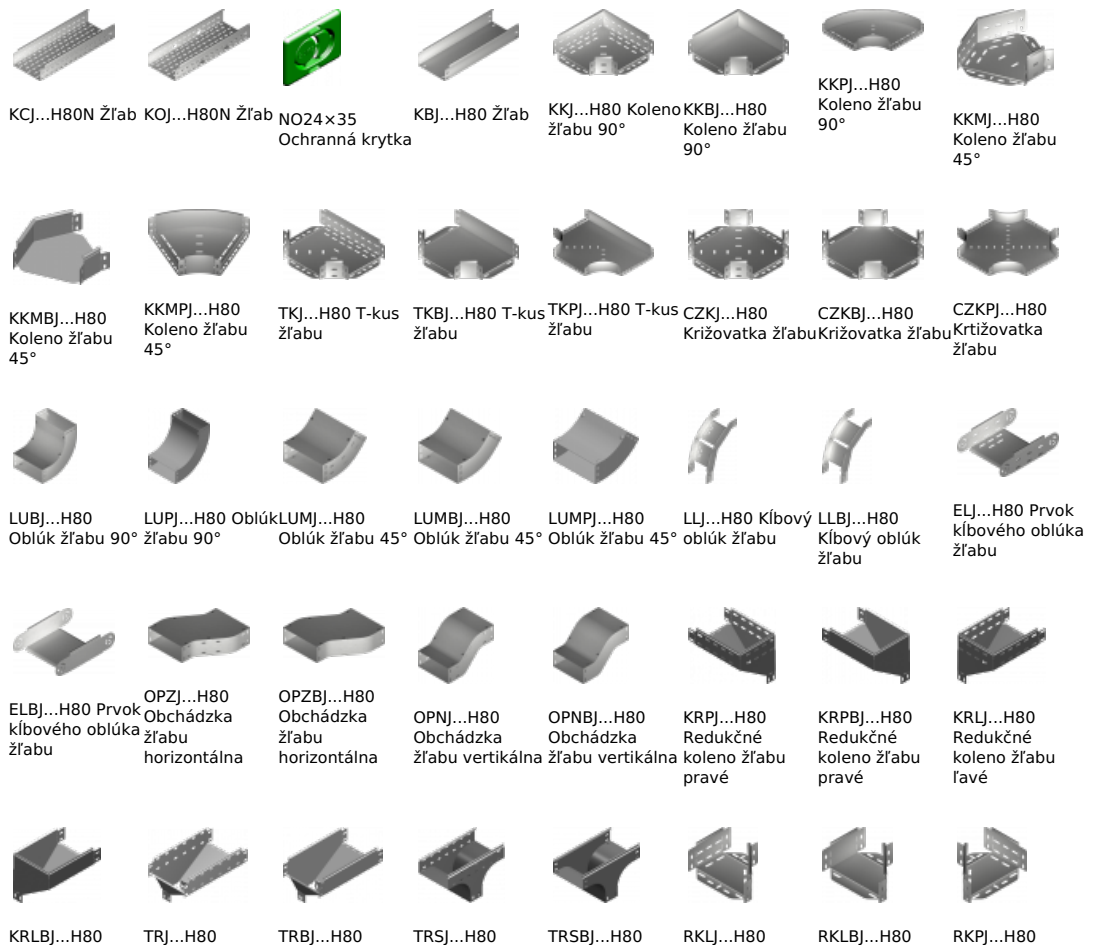 KCJ...H80N Žľab
KOJ...H80N Žľab
NO24×35
Ochranná krytka
KBJ...H80 Žľab
KKJ...H80 Koleno
žľabu 90°
KKBJ...H80
Koleno žľabu
90°
KKPJ...H80
Koleno žľabu
90°
KKMJ...H80
Koleno žľabu
45°
KKMBJ...H80
Koleno žľabu
45°
KKMPJ...H80
Koleno žľabu
45°
TKJ...H80 T-kus
žľabu
TKBJ...H80 T-kus
žľabu
TKPJ...H80 T-kus
žľabu
CZKJ...H80
Križovatka žľabu
CZKBJ...H80
Križovatka žľabu
CZKPJ...H80
Krtižovatka
žľabu
LUBJ...H80
Oblúk žľabu 90°
LUPJ...H80 Oblúk
žľabu 90°
LUMJ...H80
Oblúk žľabu 45°
LUMBJ...H80
Oblúk žľabu 45°
LUMPJ...H80
Oblúk žľabu 45°
LLJ...H80 Kĺbový
oblúk žľabu
LLBJ...H80
Kĺbový oblúk
žľabu
ELJ...H80 Prvok
kĺbového oblúka
žľabu
ELBJ...H80 Prvok
kĺbového oblúka
žľabu
OPZJ...H80
Obchádzka
žľabu
horizontálna
OPZBJ...H80
Obchádzka
žľabu
horizontálna
OPNJ...H80
Obchádzka
žľabu vertikálna
OPNBJ...H80
Obchádzka
žľabu vertikálna
KRPJ...H80
Redukčné
koleno žľabu
pravé
KRPBJ...H80
Redukčné
koleno žľabu
pravé
KRLJ...H80
Redukčné
koleno žľabu
ľavé
KRLBJ...H80
TRJ...H80
TRBJ...H80
TRSJ...H80
TRSBJ...H80
RKLJ...H80
RKLBJ...H80
RKPJ...H80